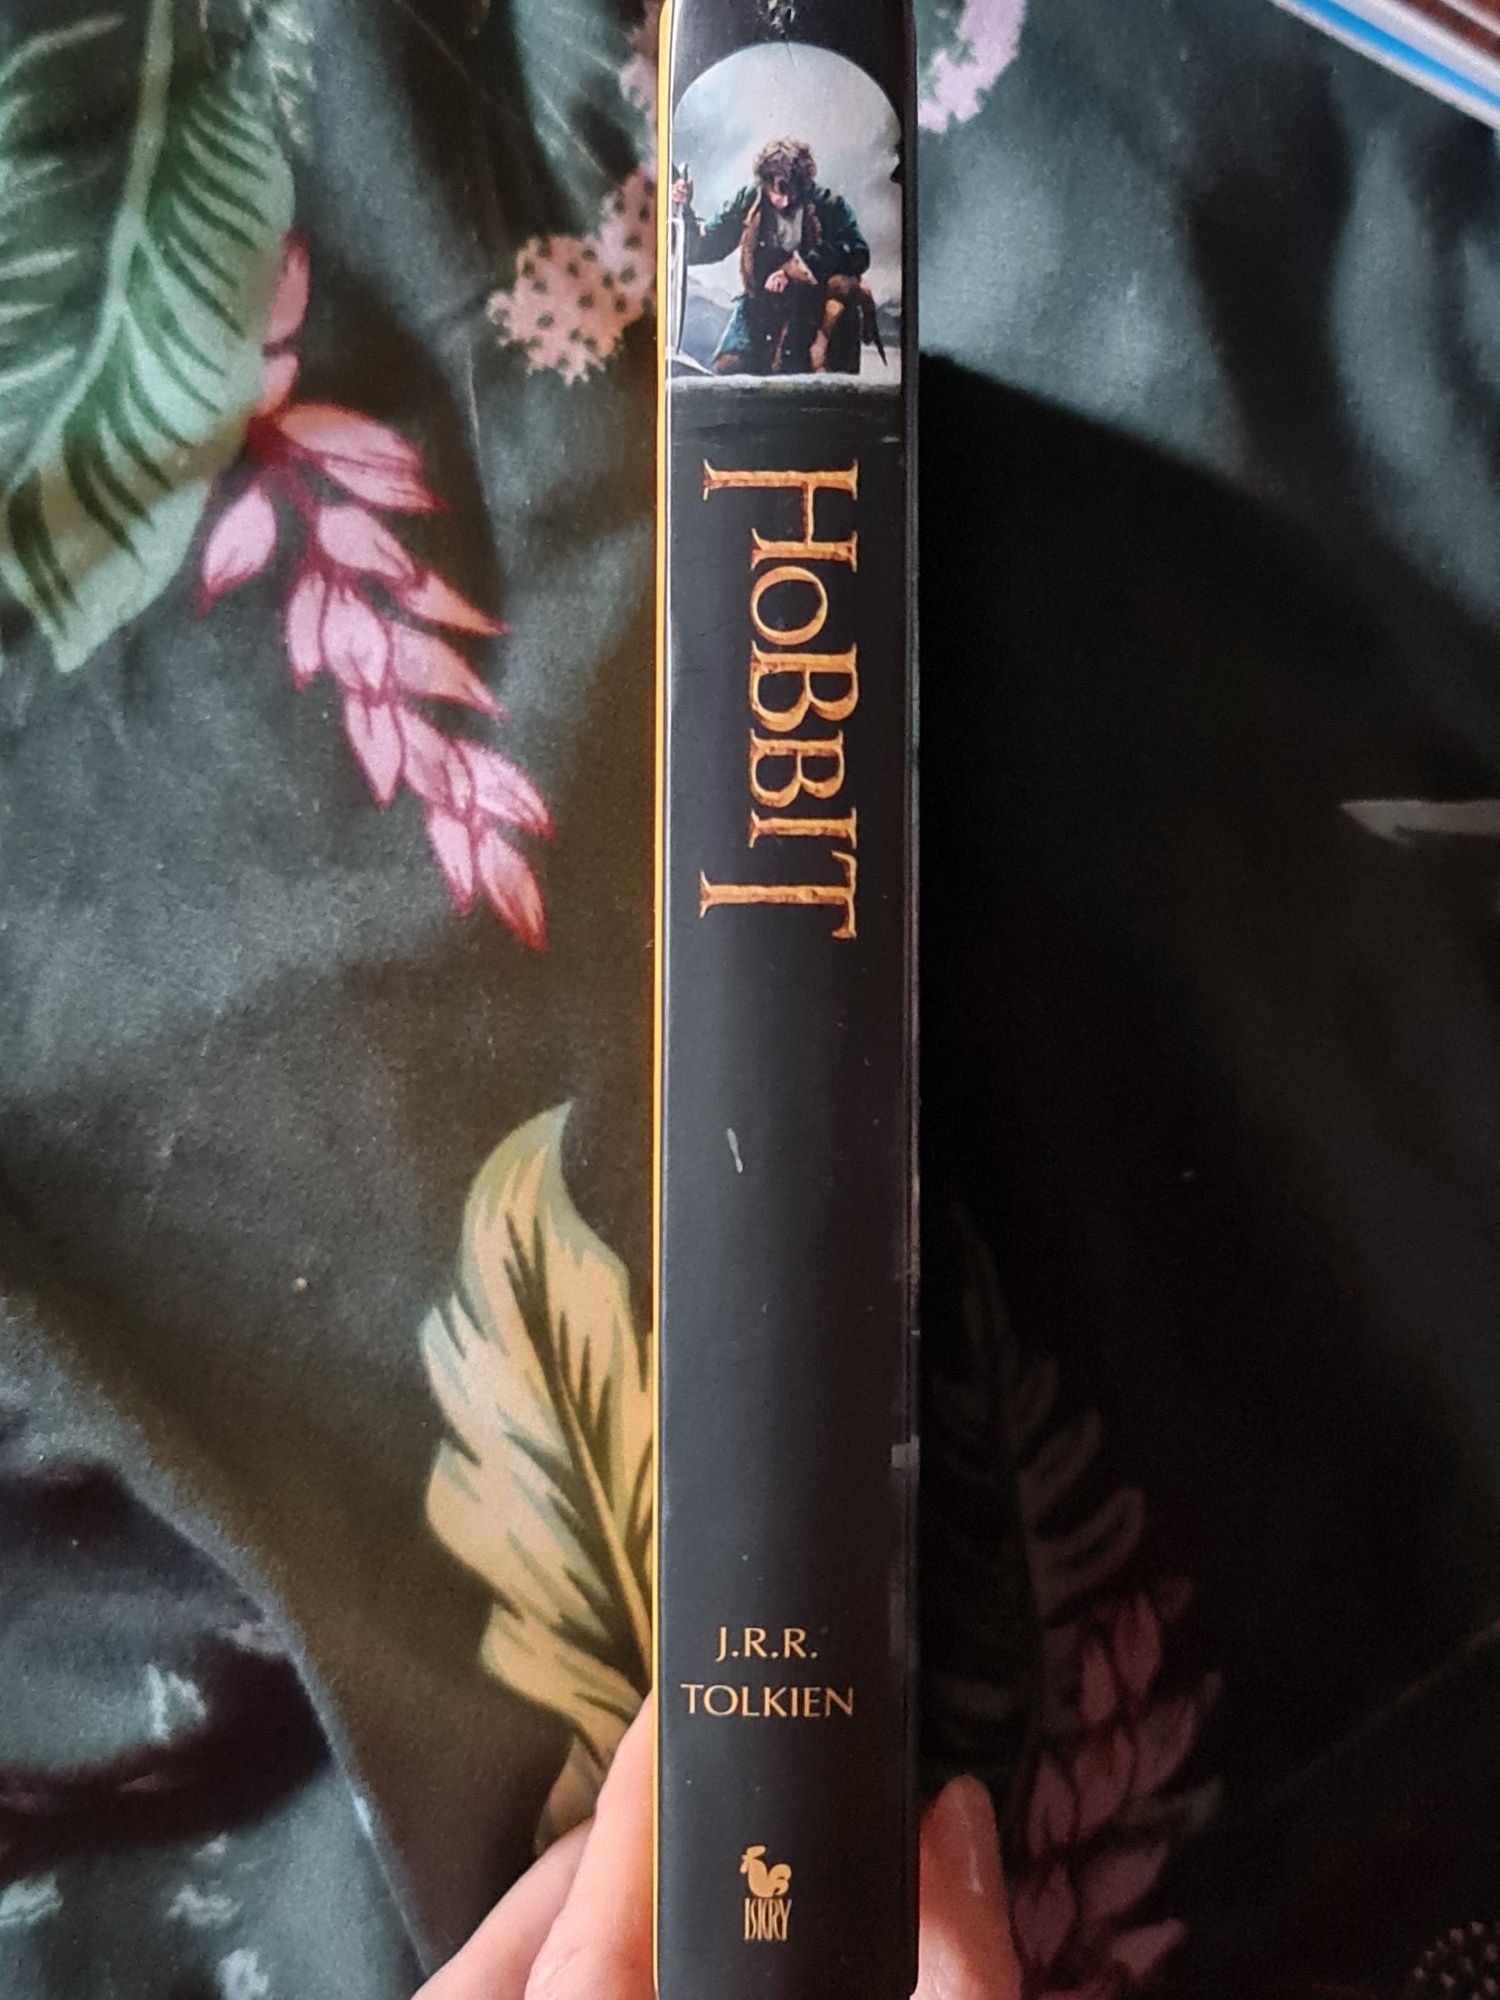 HOBBIT
J.R.R.
TOLKIEN
ISKRY